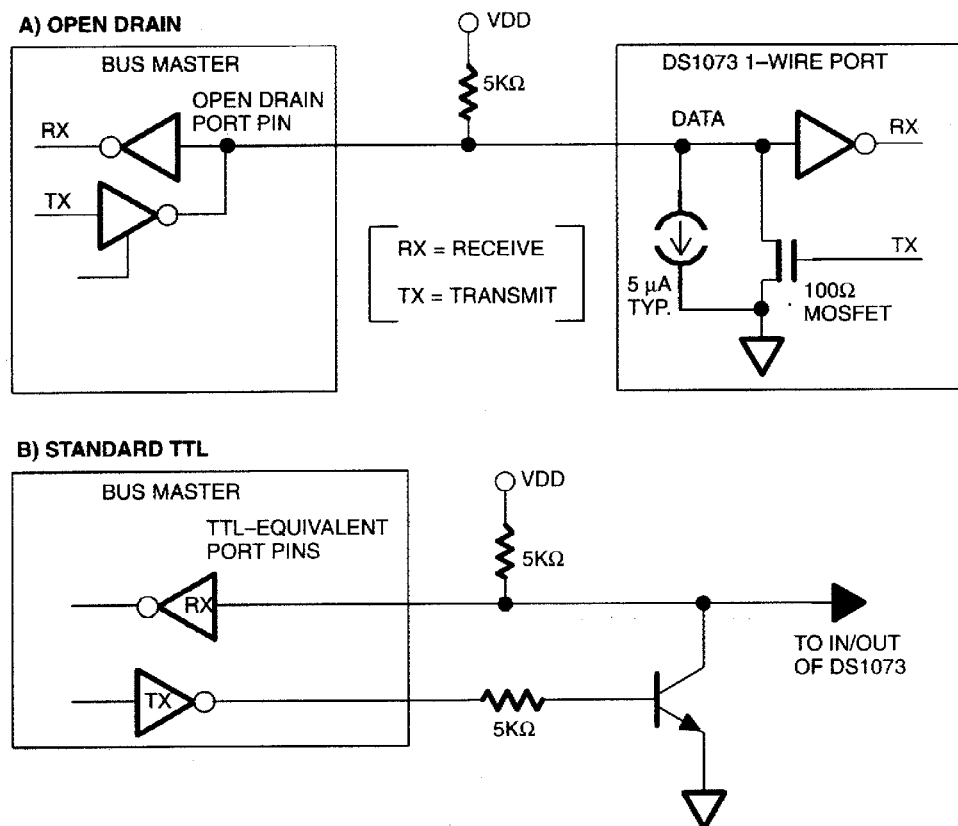 A) OPEN DRAIN
VDD
BUS MASTER
DS1073 1–WIRE PORT
5KΩ
OPEN DRAIN
PORT PIN
RX
DATA
RX
TX
RX = RECEIVE
TX = TRANSMIT
TX
5 µA
TYP.
100Ω
MOSFET
B) STANDARD TTL
BUS MASTER
VDD
TTL–EQUIVALENT
PORT PINS
5KΩ
RX
TO IN/OUT
OF DS1073
TX
5KΩ